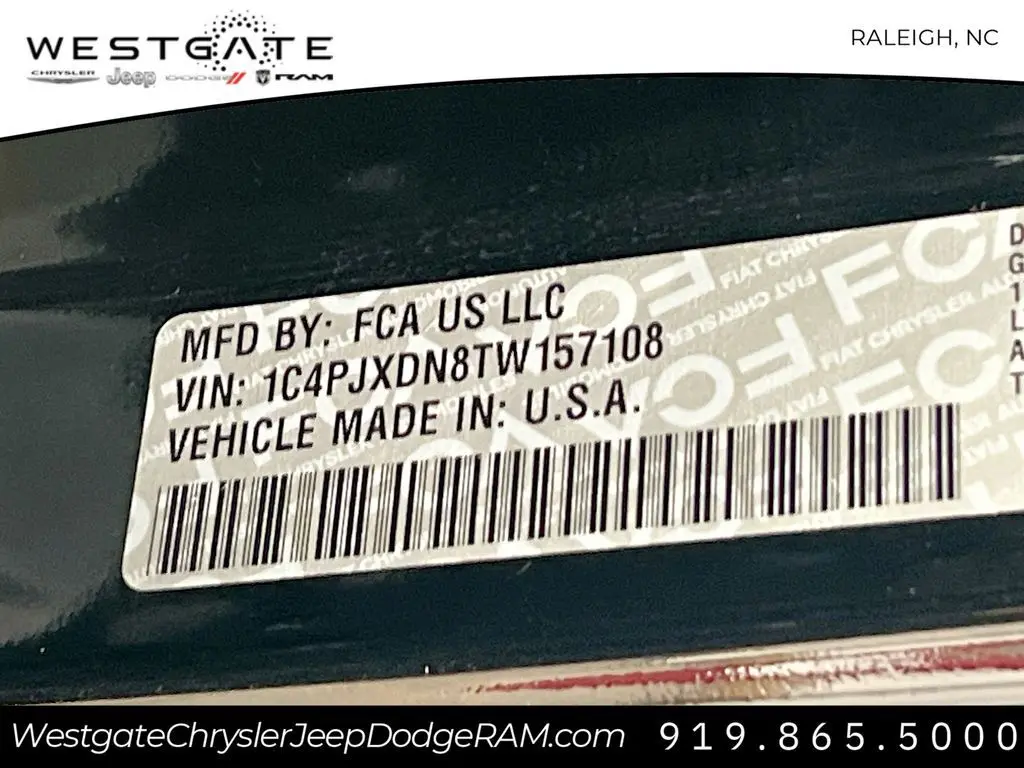 WESTGATE
RALEIGH, NC
CHRYSLER Jeep DODGE RAM
MFD BY: FCA US LLC
VIN: 1C4PJXDN8TW157108
VEHICLE MADE IN: U.S.A.
DG1LAT
WestgateChryslerJeepDodgeRAM.com
919.865.5000